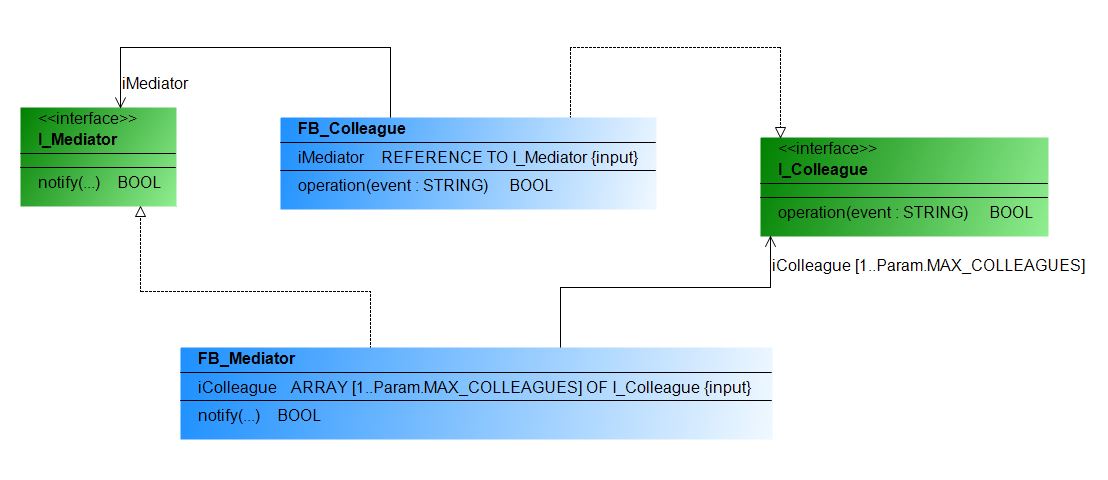 iMediator
<<interface>>
I_Mediator
notify(...) BOOL
FB_Colleague
iMediator REFERENCE TO I_Mediator {input}
operation(event : STRING) BOOL
<<interface>>
I_Colleague
operation(event : STRING) BOOL
iColleague [1..Param.MAX_COLLEAGUES]
FB_Mediator
iColleague ARRAY [1..Param.MAX_COLLEAGUES] OF I_Colleague {input}
notify(...) BOOL